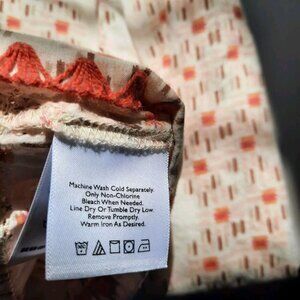 Machine Wash Cold Separately.
Only Non-Chlorine
Bleach When Needed.
Line Dry Or Tumble Dry Low.
Remove Promptly.
Warm Iron As Desired.